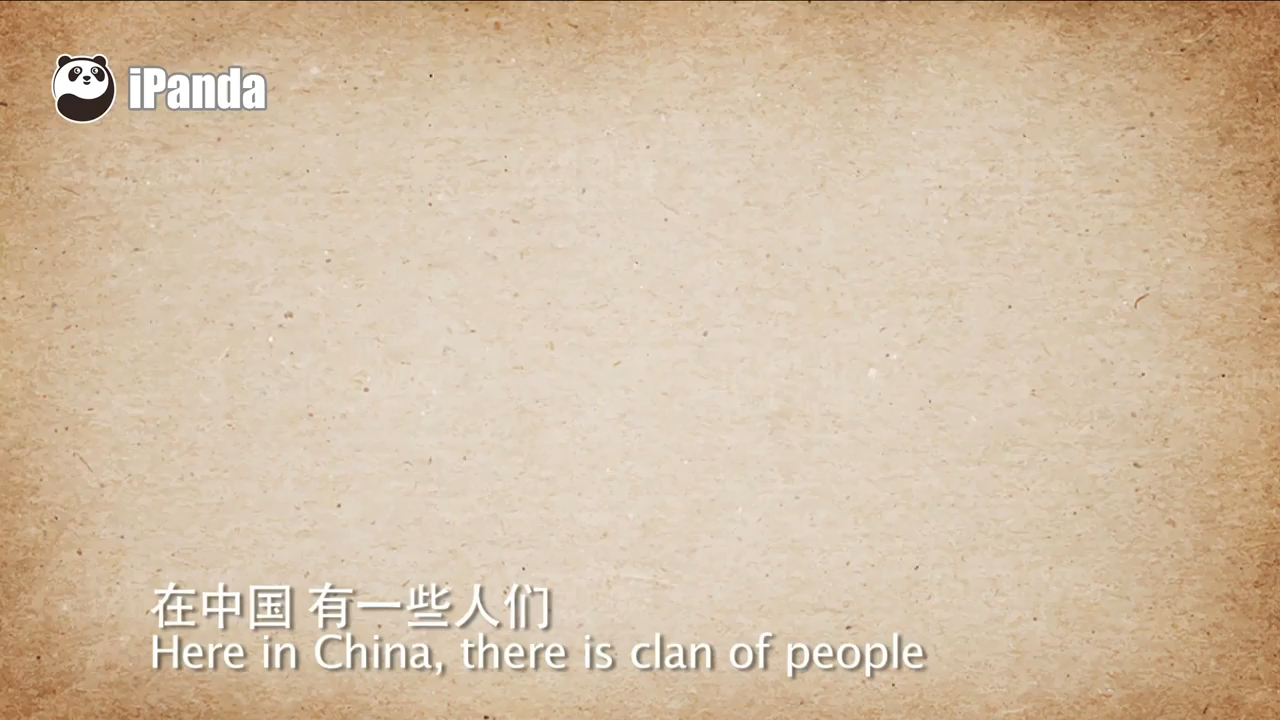 iPanda
在中国 有一些人们
Here in China, there is clan of people